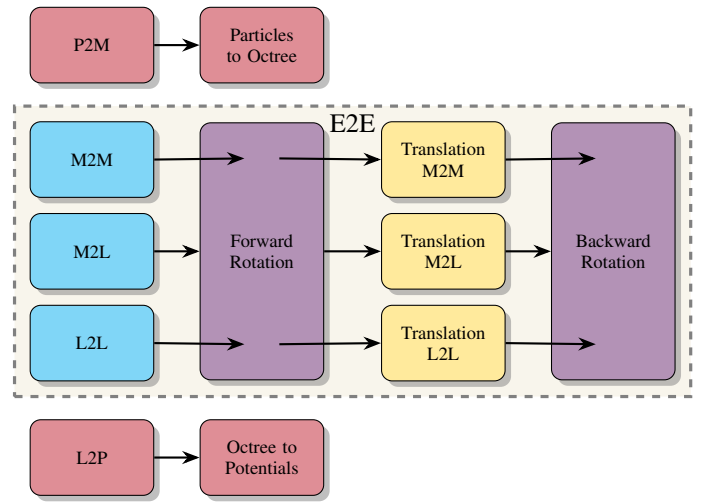 P2M
Particles
to Octree
E2E
M2M
Translation
M2M
M2L
Forward
Rotation
Translation
M2L
Backward
Rotation
L2L
Translation
L2L
L2P
Octree to
Potentials